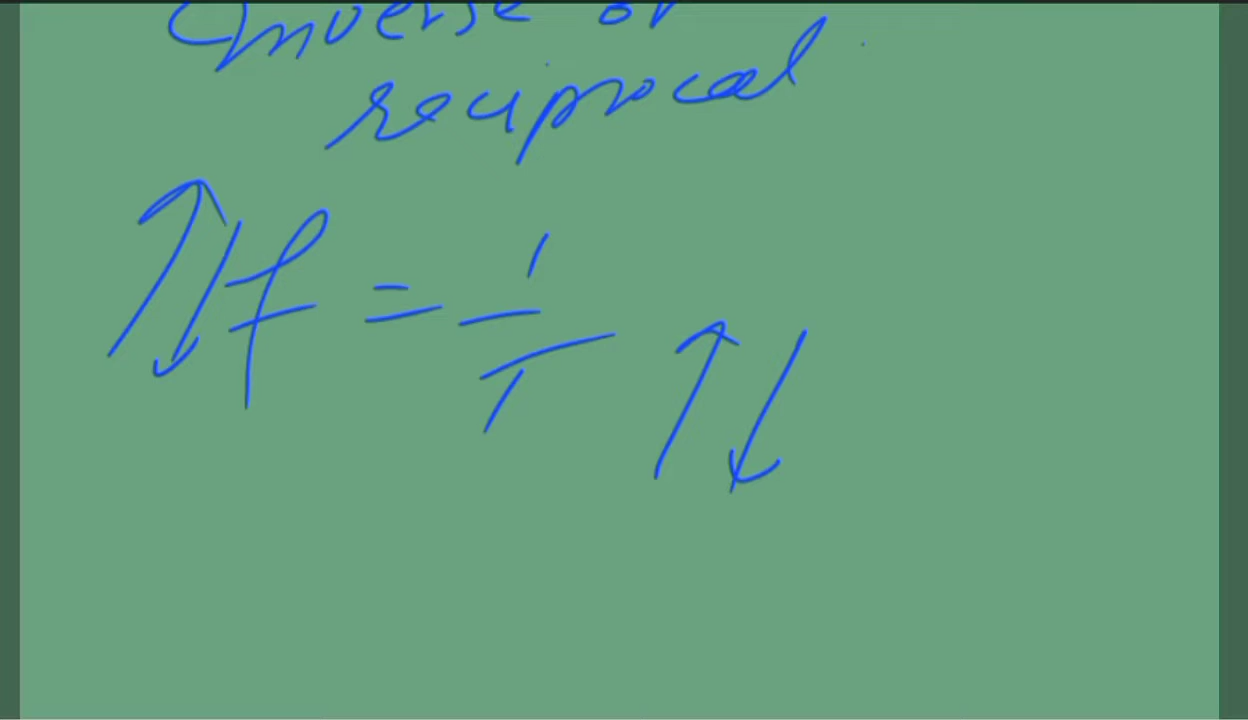 Inverse or
reciprocal
↑↓f = 1/T ↑↓